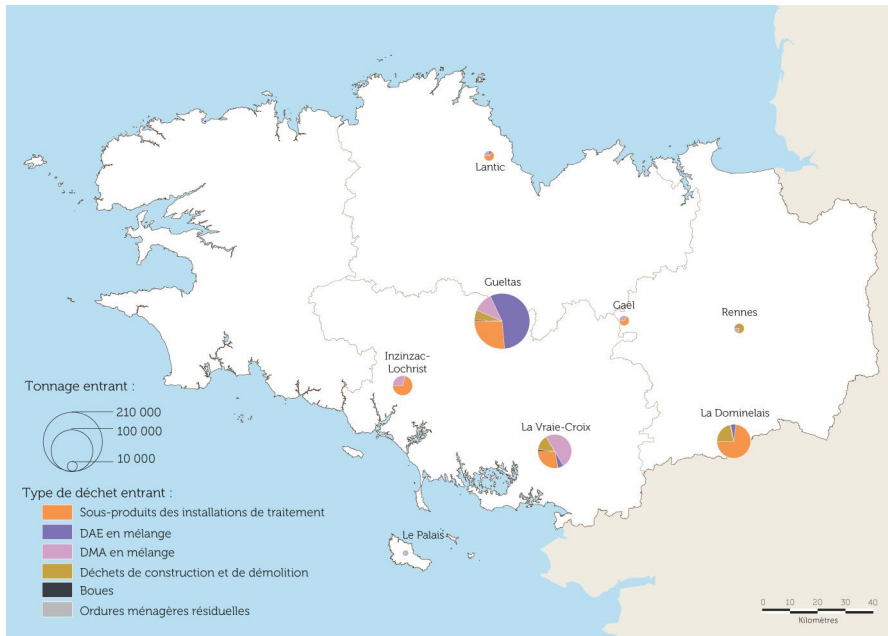 Lantic
Gueltas
Gaël
Rennes
Inzinzac-
Lochrist
Tonnage entrant :
210 000
100 000
10 000
La Vraie-Croix
La Dominelais
Type de déchet entrant :
Sous-produits des installations de traitement
DAE en mélange
DMA en mélange
Déchets de construction et de démolition
Boues
Ordures ménagères résiduelles
Le Palais
0 10 20 30 40
Kilomètres